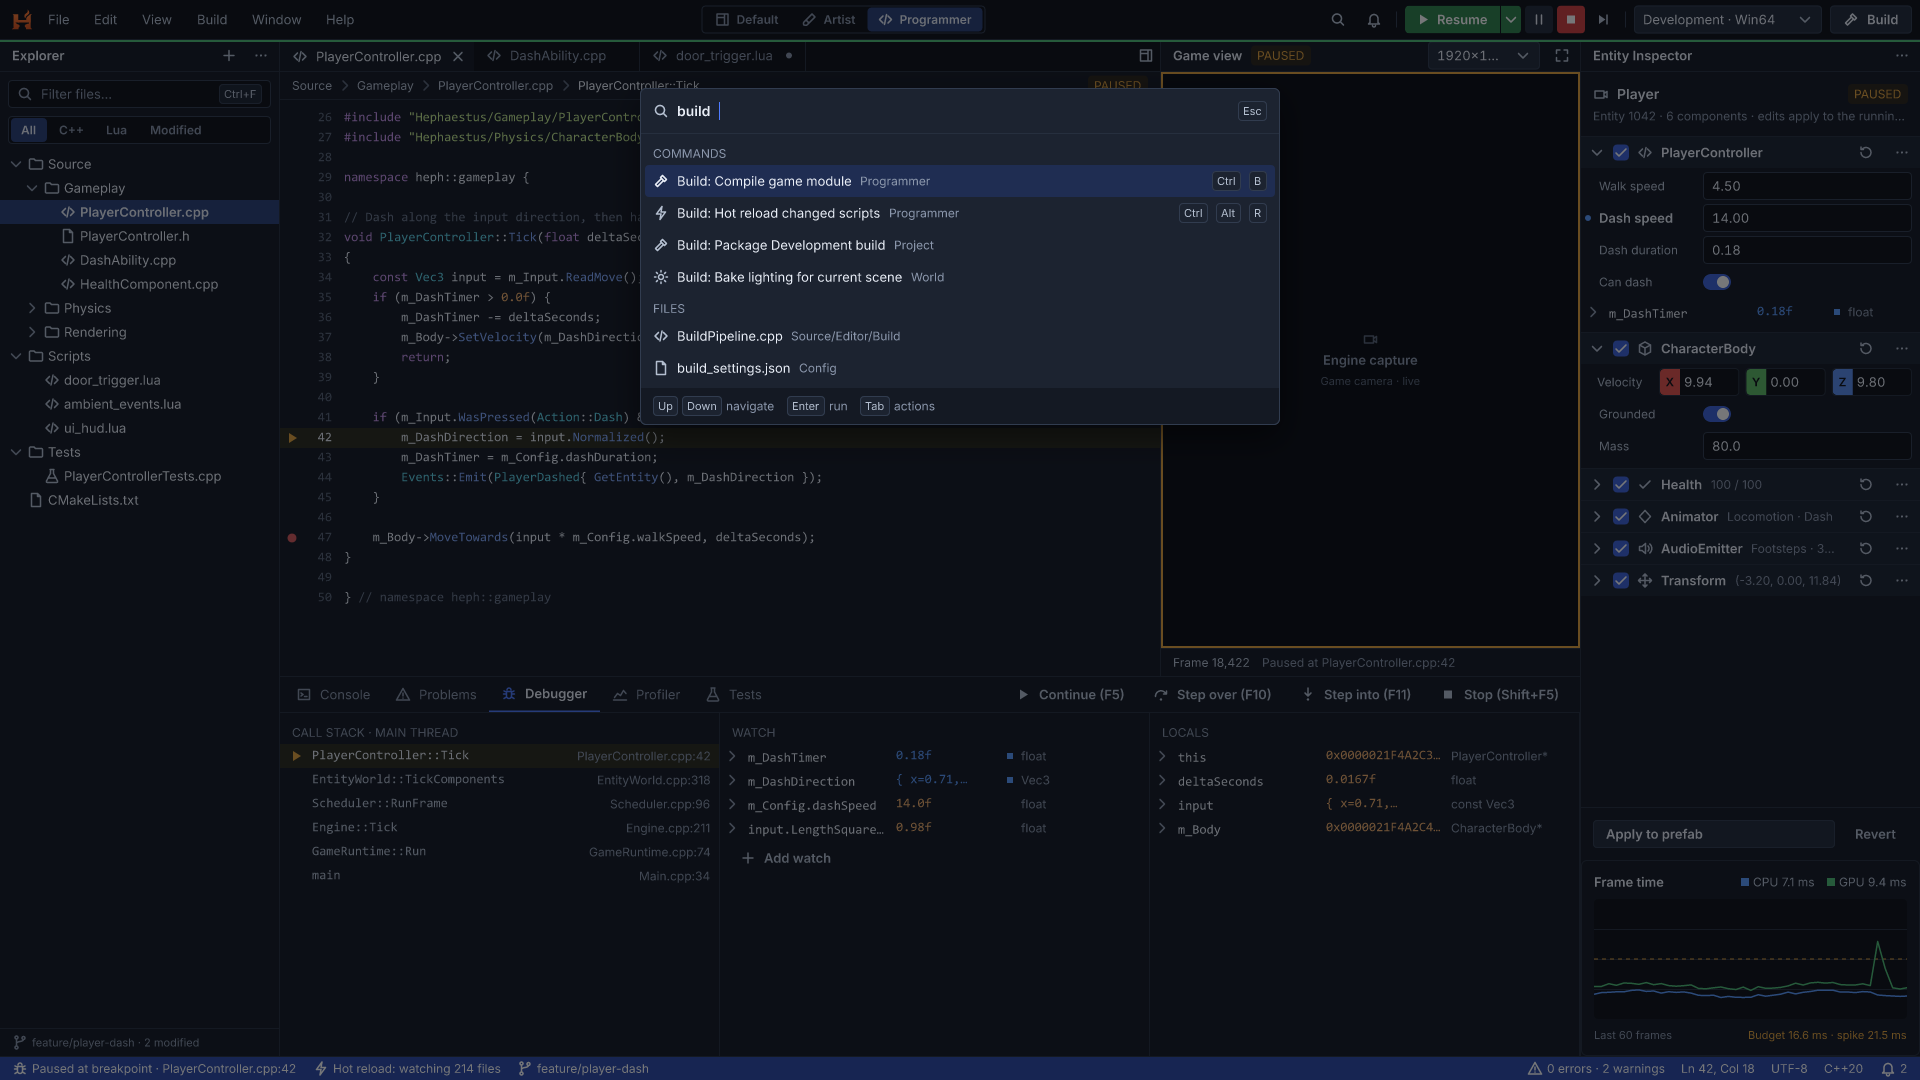 File Edit View Build Window Help
Default Artist Programmer
Resume
Development · Win64
Build
Explorer
Filter files... Ctrl+F
All C++ Lua Modified
Source
Gameplay
PlayerController.cpp
PlayerController.h
DashAbility.cpp
HealthComponent.cpp
Physics
Rendering
Scripts
door_trigger.lua
ambient_events.lua
ui_hud.lua
Tests
PlayerControllerTests.cpp
CMakeLists.txt
feature/player-dash · 2 modified
PlayerController.cpp DashAbility.cpp door_trigger.lua
Source Gameplay PlayerController.cpp PlayerController::Tick PAUSED
26 #include "Hephaestus/Gameplay/PlayerContro
27 #include "Hephaestus/Physics/CharacterBody
28
29 namespace heph::gameplay {
30
31 // Dash along the input direction, then ha
32 void PlayerController::Tick(float deltaSec
33 {
34 const Vec3 input = m_Input.ReadMove();
35 if (m_DashTimer > 0.0f) {
36 m_DashTimer -= deltaSeconds;
37 m_Body->SetVelocity(m_DashDirectio
38 return;
39 }
40
41 if (m_Input.WasPressed(Action::Dash) &
42 m_DashDirection = input.Normalized();
43 m_DashTimer = m_Config.dashDuration;
44 Events::Emit(PlayerDashed{ GetEntity(), m_DashDirection });
45 }
46
47 m_Body->MoveTowards(input * m_Config.walkSpeed, deltaSeconds);
48 }
49
50 } // namespace heph::gameplay
build Esc
COMMANDS
Build: Compile game module Programmer Ctrl B
Build: Hot reload changed scripts Programmer Ctrl Alt R
Build: Package Development build Project
Build: Bake lighting for current scene World
FILES
BuildPipeline.cpp Source/Editor/Build
build_settings.json Config
Up Down navigate Enter run Tab actions
Game view PAUSED 1920×1...
Engine capture
Game camera · live
Frame 18,422 Paused at PlayerController.cpp:42
Console Problems Debugger Profiler Tests
Continue (F5) Step over (F10) Step into (F11) Stop (Shift+F5)
CALL STACK · MAIN THREAD
PlayerController::Tick PlayerController.cpp:42
EntityWorld::TickComponents EntityWorld.cpp:318
Scheduler::RunFrame Scheduler.cpp:96
Engine::Tick Engine.cpp:211
GameRuntime::Run GameRuntime.cpp:74
main Main.cpp:34
WATCH
m_DashTimer 0.18f float
m_DashDirection { x=0.71,... Vec3
m_Config.dashSpeed 14.0f float
input.LengthSquare... 0.98f float
Add watch
LOCALS
this 0x0000021F4A2C3... PlayerController*
deltaSeconds 0.0167f float
input { x=0.71,... const Vec3
m_Body 0x0000021F4A2C4... CharacterBody*
Entity Inspector
Player PAUSED
Entity 1042 · 6 components · edits apply to the runnin...
PlayerController
Walk speed 4.50
Dash speed 14.00
Dash duration 0.18
Can dash
m_DashTimer 0.18f float
CharacterBody
Velocity X 9.94 Y 0.00 Z 9.80
Grounded
Mass 80.0
Health 100 / 100
Animator Locomotion · Dash
AudioEmitter Footsteps · 3...
Transform (-3.20, 0.00, 11.84)
Apply to prefab Revert
Frame time CPU 7.1 ms GPU 9.4 ms
Last 60 frames Budget 16.6 ms · spike 21.5 ms
Paused at breakpoint · PlayerController.cpp:42 Hot reload: watching 214 files feature/player-dash
0 errors · 2 warnings Ln 42, Col 18 UTF-8 C++20 2